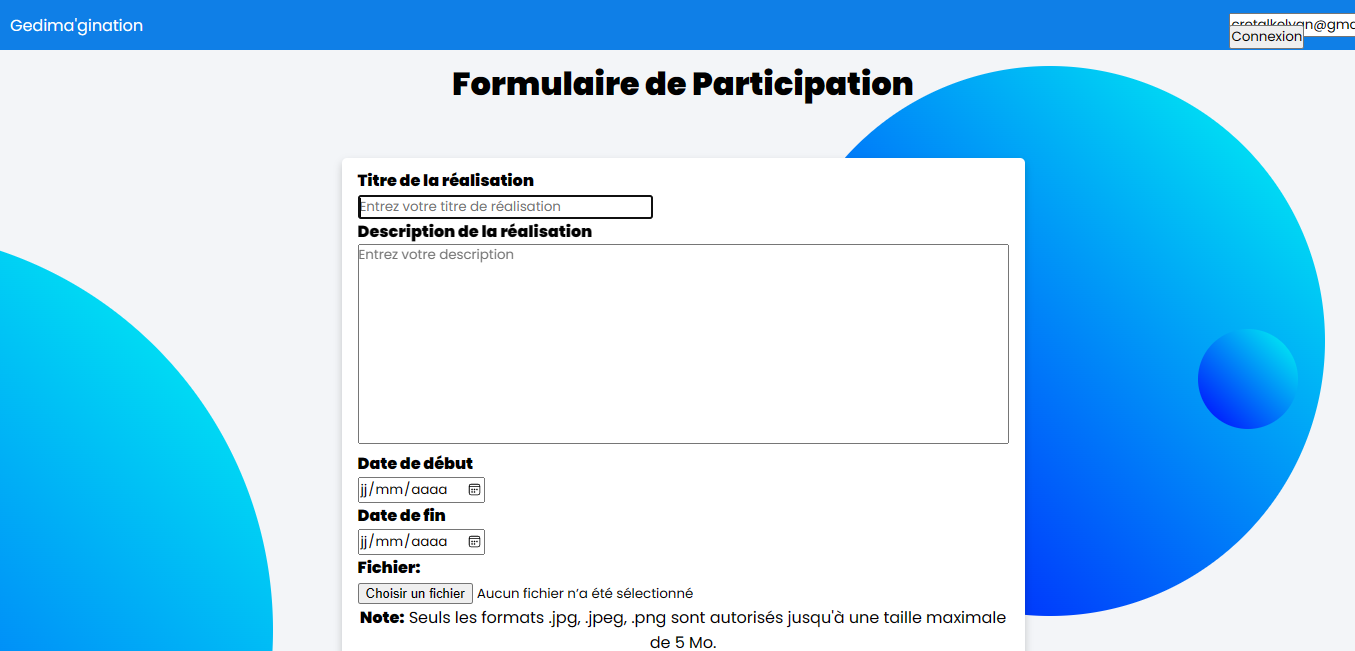 Gedima'gination
cretalkelyan@gma
Connexion
Formulaire de Participation
Titre de la réalisation
Entrez votre titre de réalisation
Description de la réalisation
Entrez votre description
Date de début
jj/mm/aaaa
Date de fin
jj/mm/aaaa
Fichier:
Choisir un fichier Aucun fichier n’a été sélectionné
Note: Seuls les formats .jpg, .jpeg, .png sont autorisés jusqu'à une taille maximale
de 5 Mo.